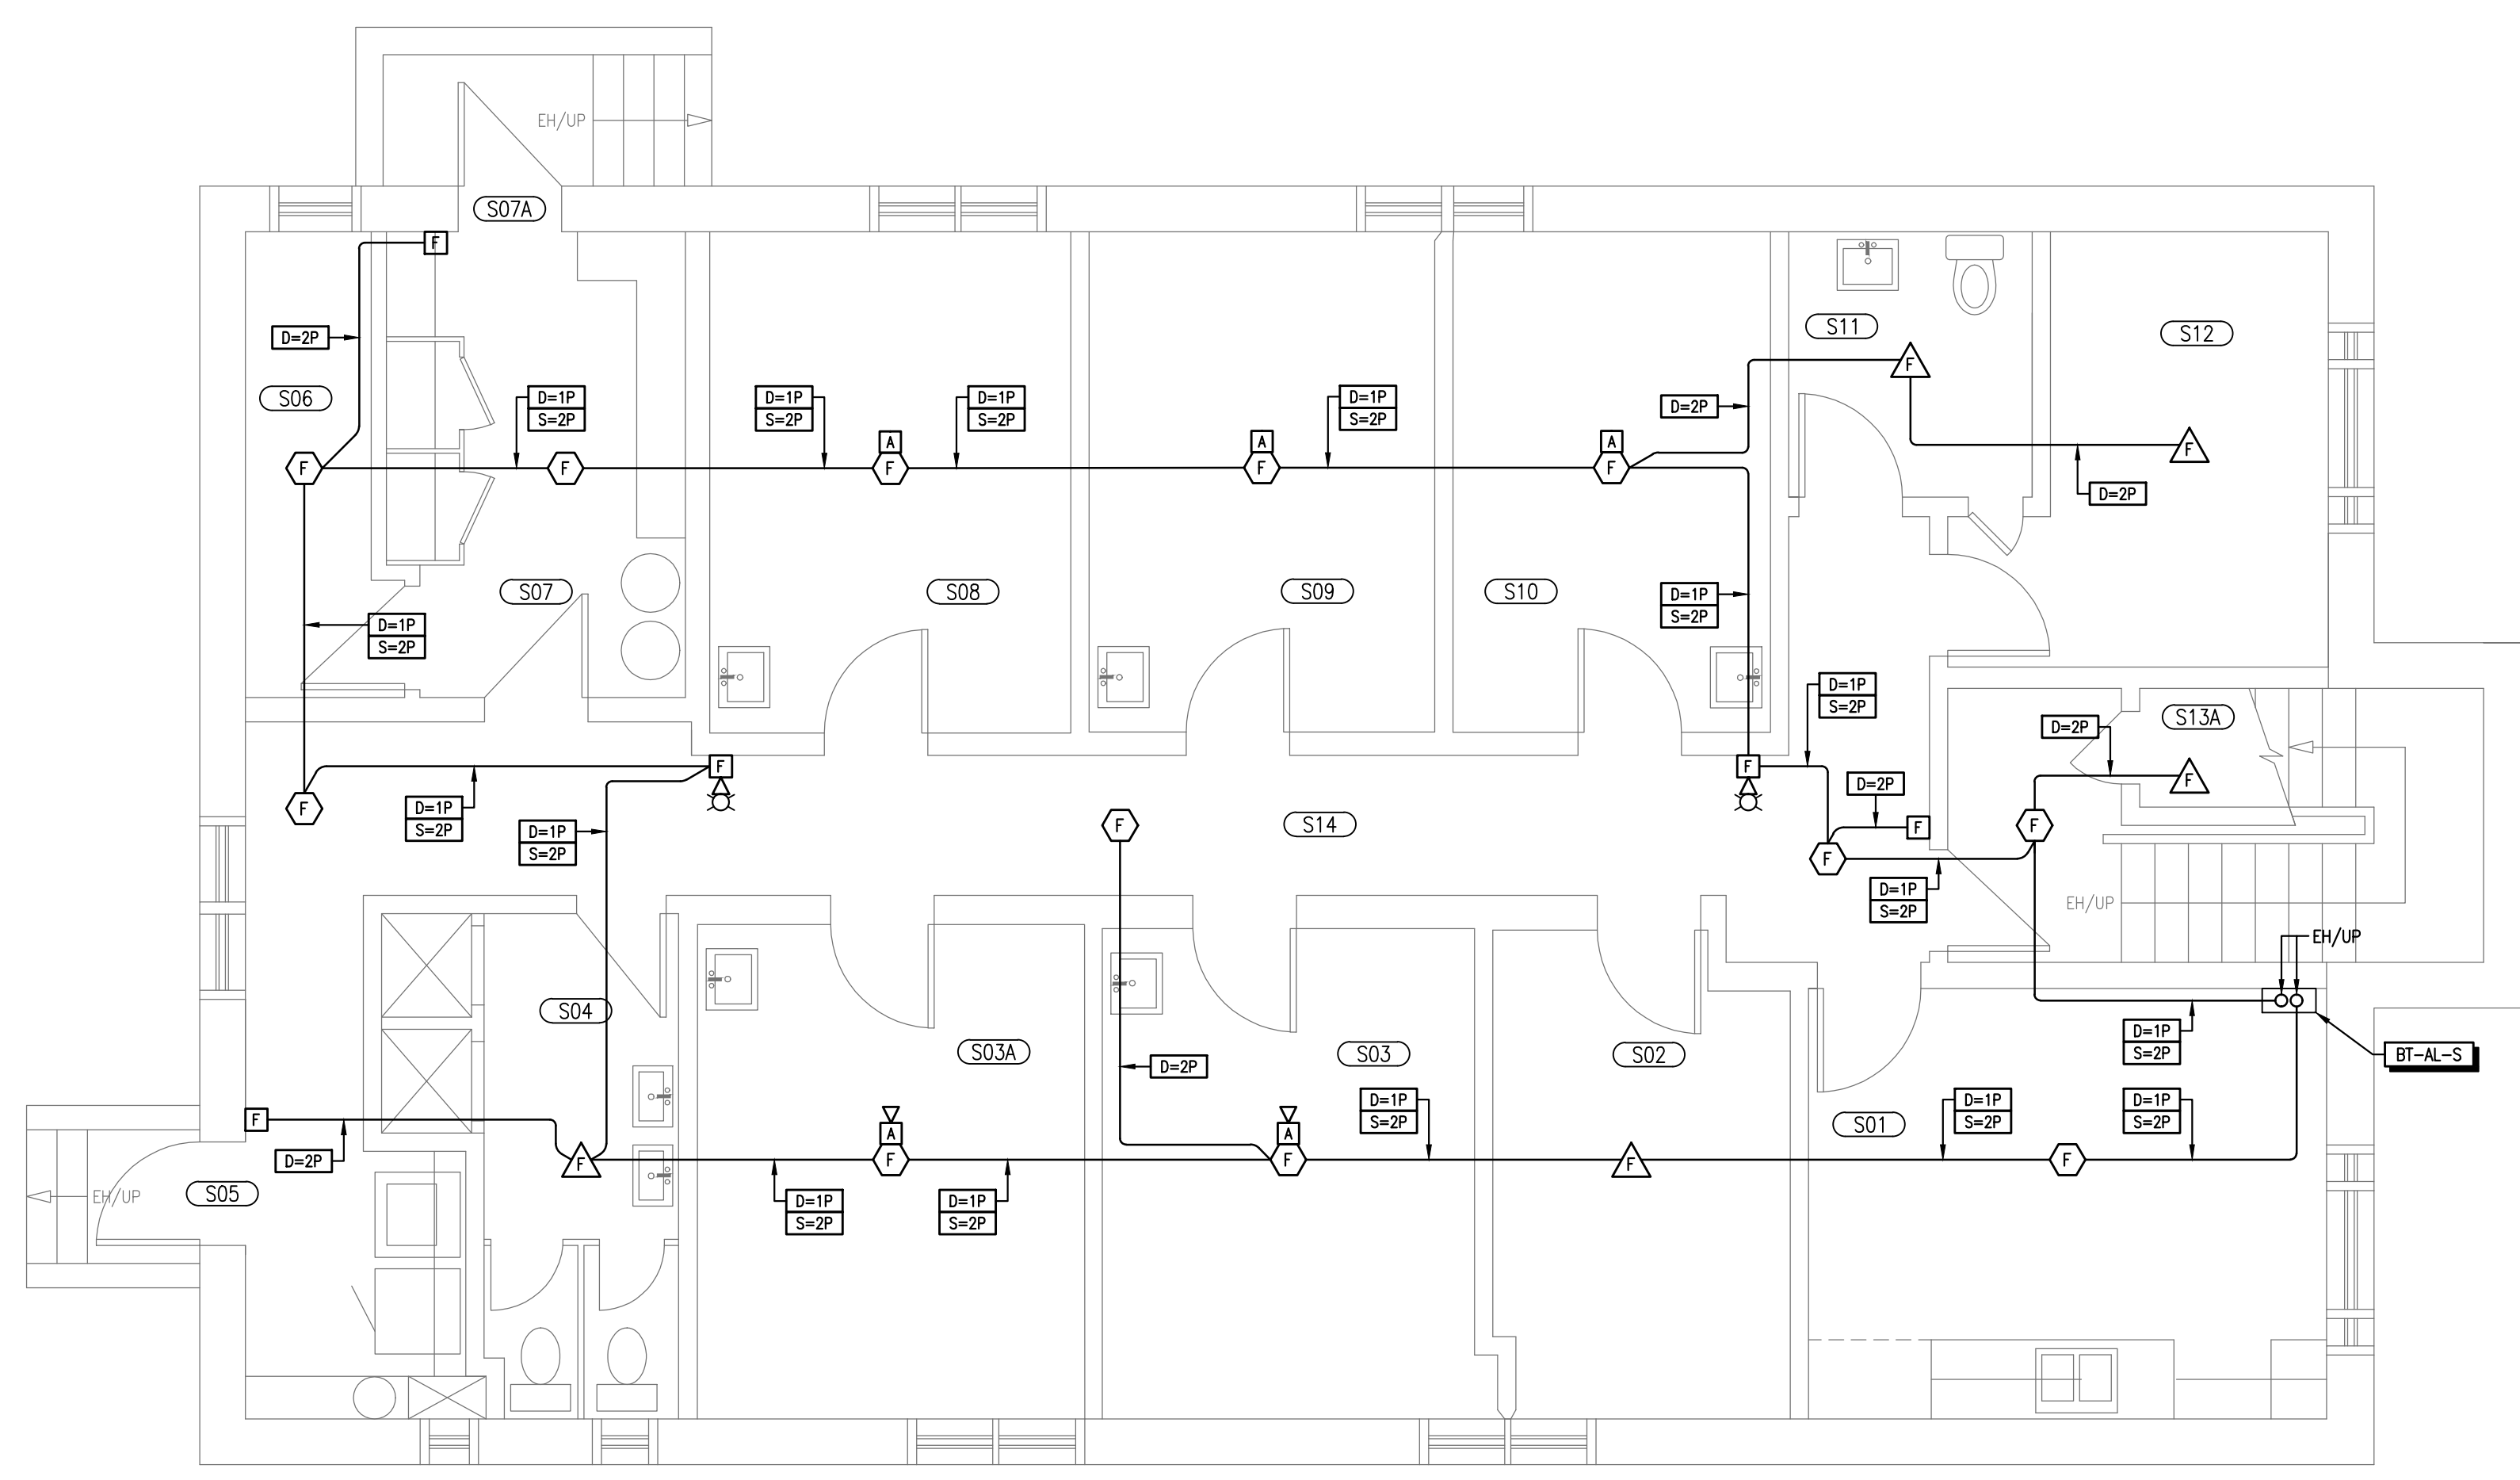 EH/UP
S07A
F
D=2P
S11
S12
F
S06
D=1P
S=2P
D=1P
S=2P
D=1P
S=2P
D=1P
S=2P
D=2P
A
A
A
F
F
F
F
F
F
F
D=2P
S07
S08
S09
S10
D=1P
S=2P
D=1P
S=2P
D=1P
S=2P
D=2P
S13A
F
F
F
D=2P
F
D=1P
S=2P
D=1P
S=2P
S14
F
F
F
F
D=1P
S=2P
EH/UP
EH/UP
S04
D=1P
S=2P
BT-AL-S
S03A
S03
S02
D=2P
D=1P
S=2P
D=1P
S=2P
D=1P
S=2P
F
S01
A
A
D=2P
F
F
F
F
F
S05
EH/UP
D=1P
S=2P
D=1P
S=2P